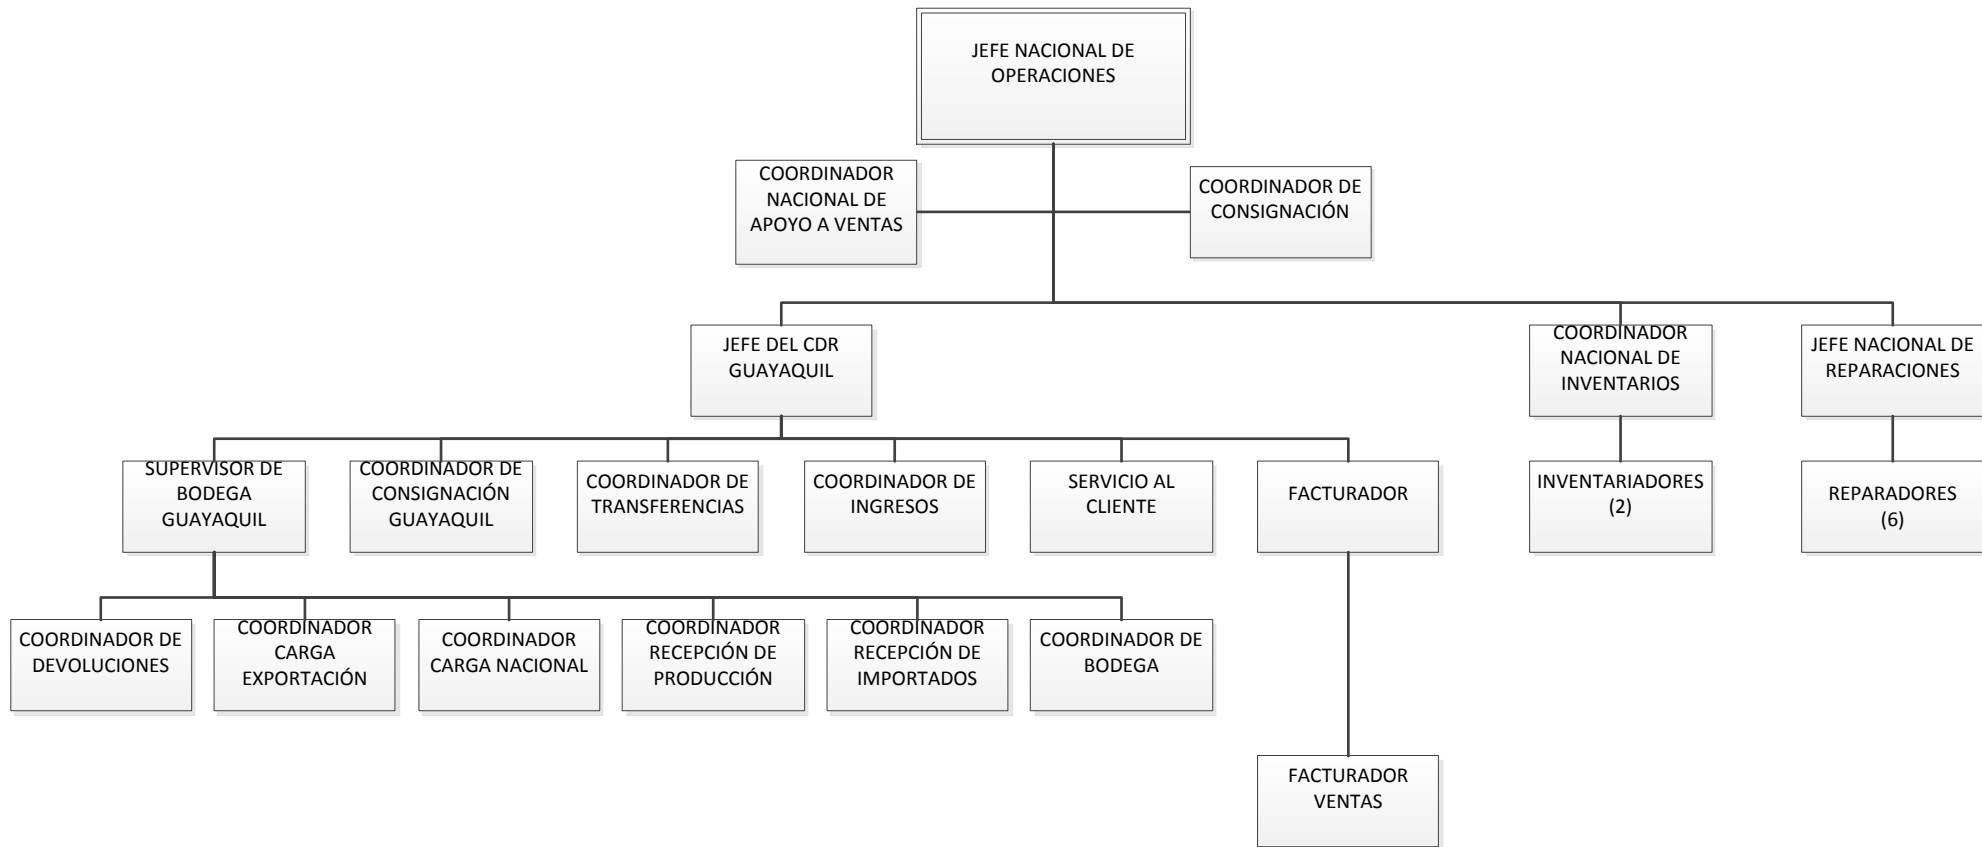 JEFE NACIONAL DE
OPERACIONES
COORDINADOR
NACIONAL DE
APOYO A VENTAS
COORDINADOR DE
CONSIGNACIÓN
JEFE DEL CDR
GUAYAQUIL
COORDINADOR
NACIONAL DE
INVENTARIOS
JEFE NACIONAL DE
REPARACIONES
SUPERVISOR DE
BODEGA
GUAYAQUIL
COORDINADOR DE
CONSIGNACIÓN
GUAYAQUIL
COORDINADOR DE
TRANSFERENCIAS
COORDINADOR DE
INGRESOS
SERVICIO AL
CLIENTE
FACTURADOR
INVENTARIADORES
(2)
REPARADORES
(6)
COORDINADOR DE
DEVOLUCIONES
COORDINADOR
CARGA
EXPORTACIÓN
COORDINADOR
CARGA NACIONAL
COORDINADOR
RECEPCIÓN DE
PRODUCCIÓN
COORDINADOR
RECEPCIÓN DE
IMPORTADOS
COORDINADOR DE
BODEGA
FACTURADOR
VENTAS